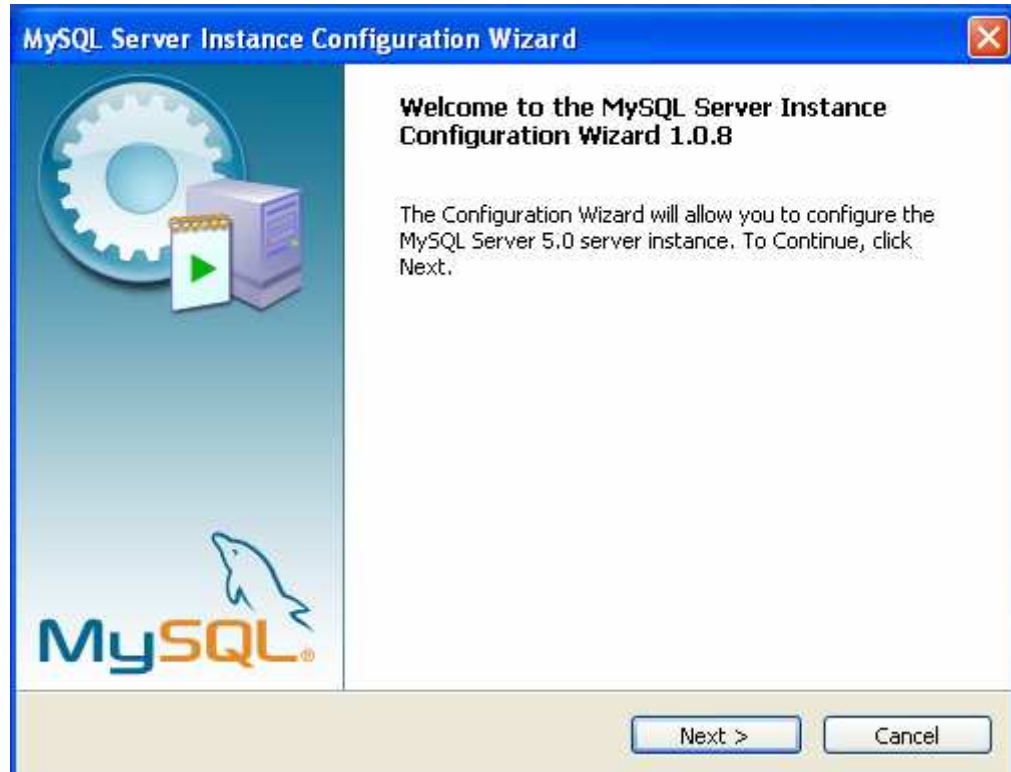 MySQL Server Instance Configuration Wizard
Welcome to the MySQL Server Instance
Configuration Wizard 1.0.8
The Configuration Wizard will allow you to configure the
MySQL Server 5.0 server instance. To Continue, click
Next.
MySQL®
Next >
Cancel